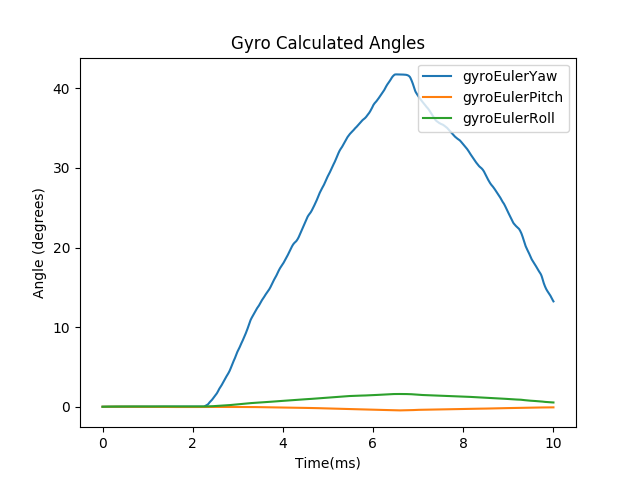 Gyro Calculated Angles
gyroEulerYaw
gyroEulerPitch
gyroEulerRoll
Angle (degrees)
40
30
20
10
0
0 2 4 6 8 10
Time(ms)